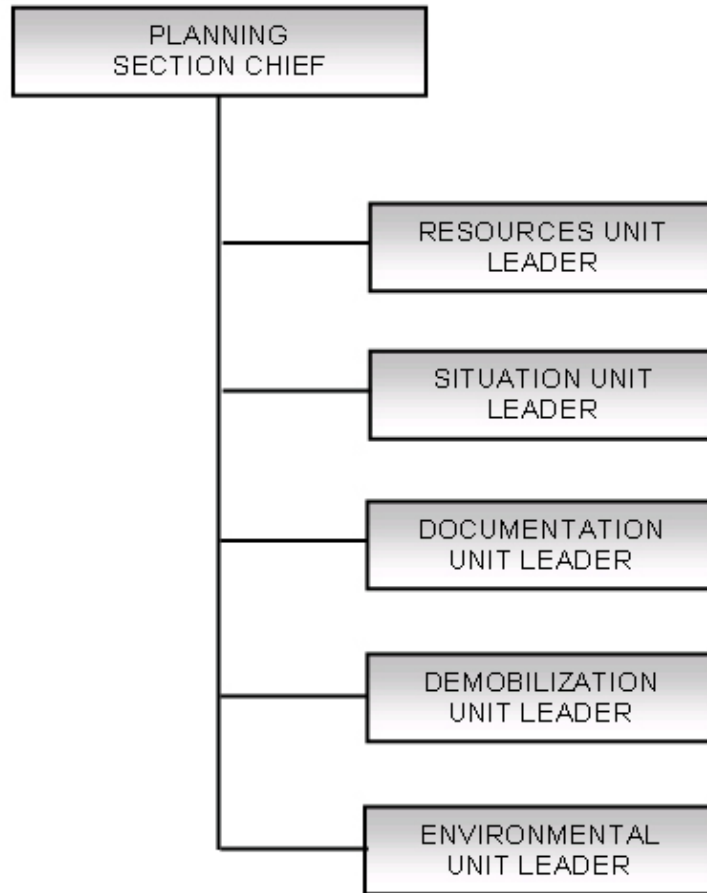 PLANNING
SECTION CHIEF
RESOURCES UNIT
LEADER
SITUATION UNIT
LEADER
DOCUMENTATION
UNIT LEADER
DEMOBILIZATION
UNIT LEADER
ENVIRONMENTAL
UNIT LEADER